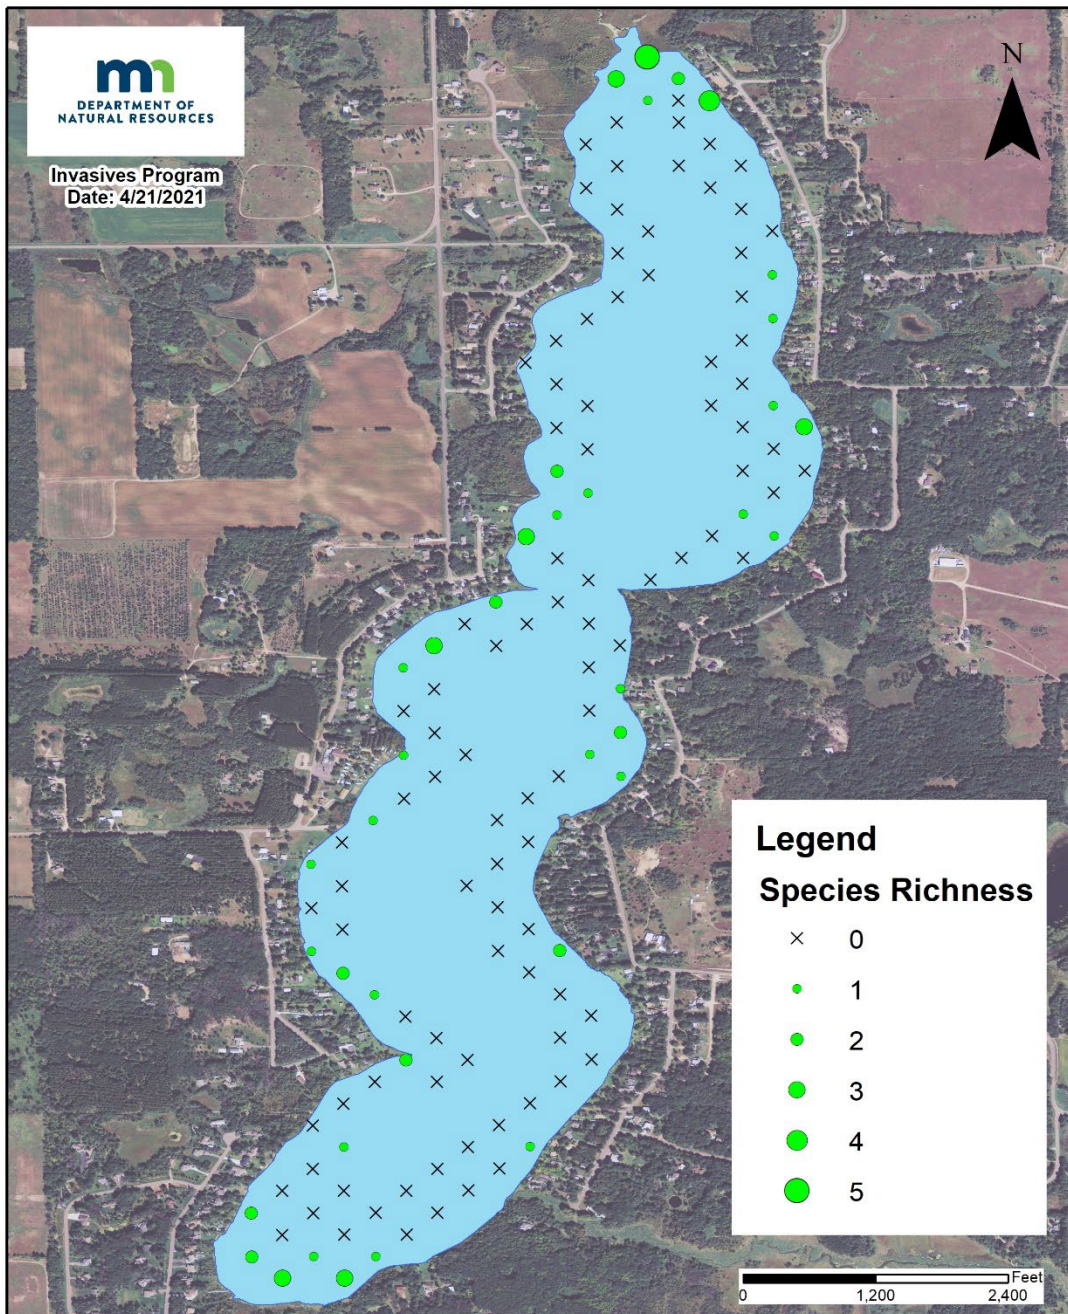 mn
DEPARTMENT OF
NATURAL RESOURCES
Invasives Program
Date: 4/21/2021
N
Legend
Species Richness
0
1
2
3
4
5
Feet
0 1,200 2,400